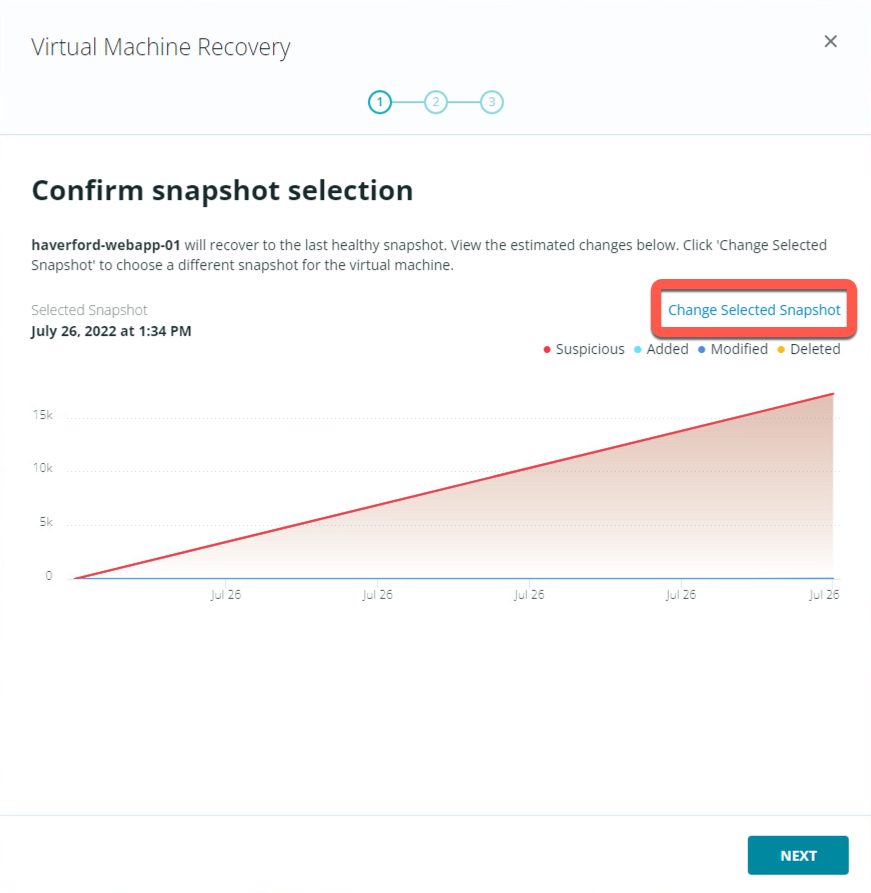 Virtual Machine Recovery
1 2 3
Confirm snapshot selection
haverford-webapp-01 will recover to the last healthy snapshot. View the estimated changes below. Click 'Change Selected
Snapshot' to choose a different snapshot for the virtual machine.
Selected Snapshot
Change Selected Snapshot
July 26, 2022 at 1:34 PM
Suspicious Added Modified Deleted
15k
10k
5k
0
Jul 26 Jul 26 Jul 26 Jul 26 Jul 26
NEXT